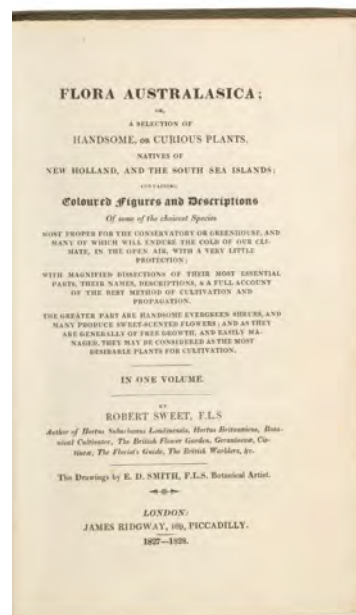 FLORA AUSTRALASICA;
OR,
A SELECTION OF
HANDSOME, OR CURIOUS PLANTS,
NATIVES OF
NEW HOLLAND, AND THE SOUTH SEA ISLANDS;
CONTAINING
Coloured Figures and Descriptions
Of some of the choicest Species
MOST PROPER FOR THE CONSERVATORY OR GREENHOUSE, AND
MANY OF WHICH WILL ENDURE THE COLD OF OUR CLI-
MATE, IN THE OPEN AIR, WITH A VERY LITTLE
PROTECTION;
WITH MAGNIFIED DISSECTIONS OF THEIR MOST ESSENTIAL
PARTS, THEIR NAMES, DESCRIPTIONS, & A FULL ACCOUNT
OF THE BEST METHOD OF CULTIVATION AND
PROPAGATION.
THE GREATER PART ARE HANDSOME EVERGREEN SHRUBS, AND
MANY PRODUCE SWEET-SCENTED FLOWERS; AND AS THEY
ARE GENERALLY OF FREE GROWTH, AND EASILY MA-
NAGED, THEY MAY BE CONSIDERED AS THE MOST
DESIRABLE PLANTS FOR CULTIVATION.
IN ONE VOLUME.
BY
ROBERT SWEET, F.L.S
Author of Hortus Suburbanus Londinensis, Hortus Britannicus, Bota-
nical Cultivator, The British Flower Garden, Geraniaceæ, Cis-
tineæ, The Florist's Guide, The British Warblers, &c.
The Drawings by E. D. SMITH, F.L.S. Botanical Artist.
LONDON:
JAMES RIDGWAY, 169, PICCADILLY.
1827—1828.